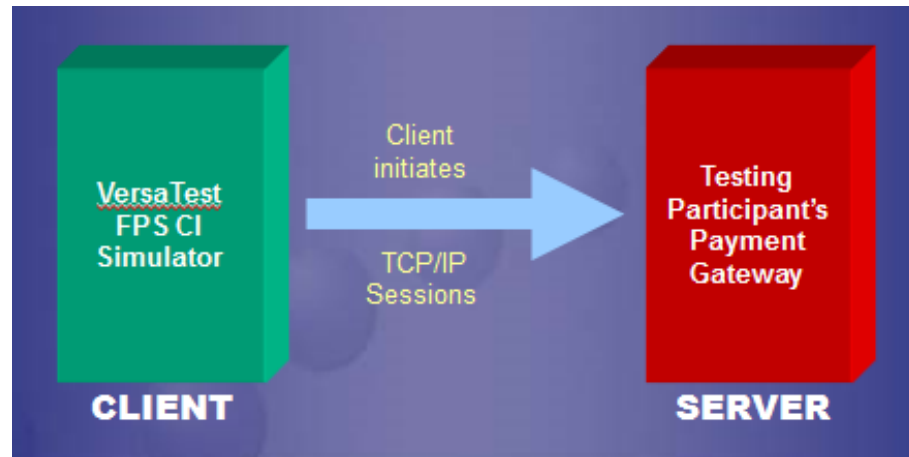 VersaTest
FPS CI
Simulator
Client
initiates
TCP/IP
Sessions
Testing
Participant's
Payment
Gateway
CLIENT
SERVER